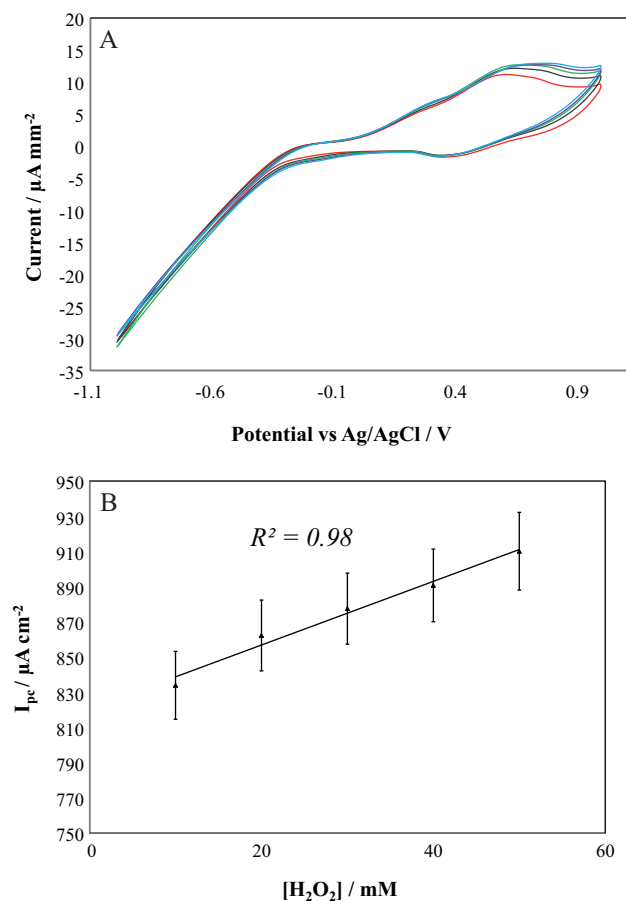 A
20
15
10
5
0
-5
-10
-15
-20
-25
-30
-35
Current / µA mm⁻²
-1.1 -0.6 -0.1 0.4 0.9
Potential vs Ag/AgCl / V
B
R² = 0.98
950
930
910
890
870
850
830
810
790
770
750
I_pc / µA cm⁻²
0 20 40 60
[H₂O₂] / mM